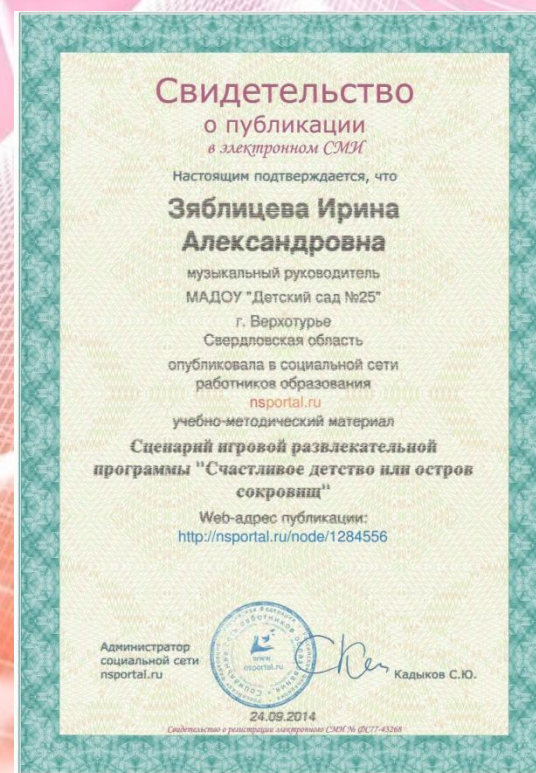 Свидетельство
о публикации
в электронном СМИ
Настоящим подтверждается, что
Зяблицева Ирина
Александровна
музыкальный руководитель
МАДОУ "Детский сад №25"
г. Верхотурье
Свердловская область
опубликовала в социальной сети
работников образования
nsportal.ru
учебно-методический материал
Сценарий игровой развлекательной
программы "Счастливое детство или остров
сокровищ"
Web-адрес публикации:
http://nsportal.ru/node/1284556
Администратор
социальной сети
nsportal.ru
www.
nsportal.ru
Кадыков С.Ю.
24.09.2014
Свидетельство о регистрации электронного СМИ № ФС77-43268